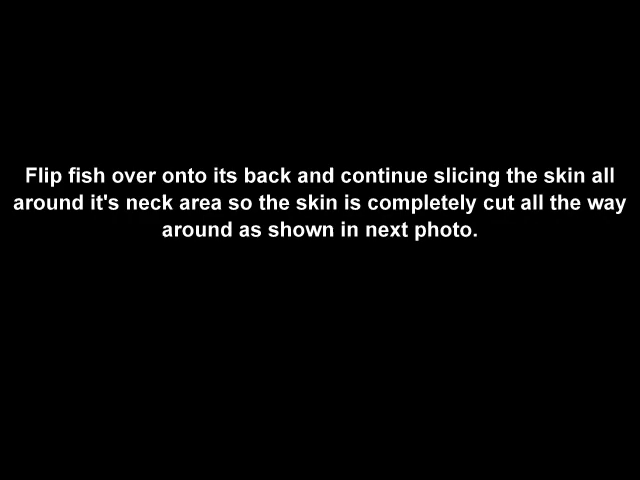 Flip fish over onto its back and continue slicing the skin all
around it's neck area so the skin is completely cut all the way
around as shown in next photo.